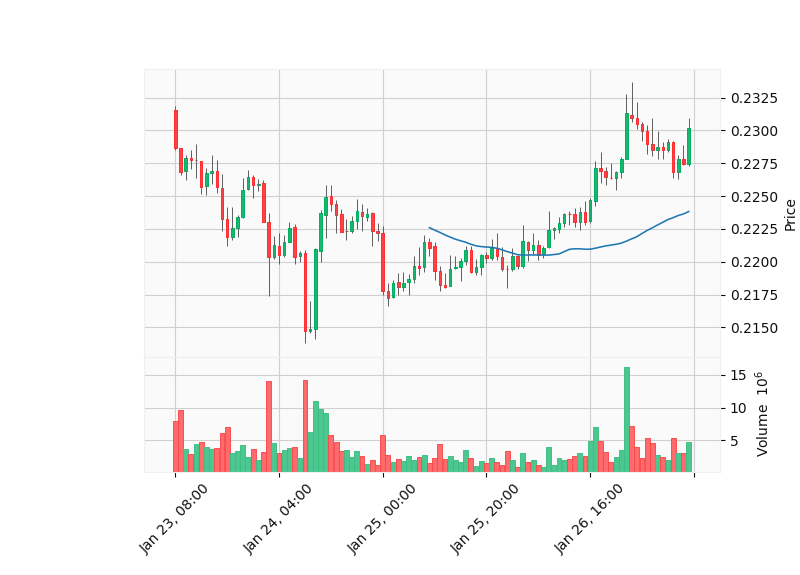 0.2325
0.2300
0.2275
0.2250
0.2225
0.2200
0.2175
0.2150
Price
15
10
5
Volume 10⁶
Jan 23, 08:00
Jan 24, 04:00
Jan 25, 00:00
Jan 25, 20:00
Jan 26, 16:00